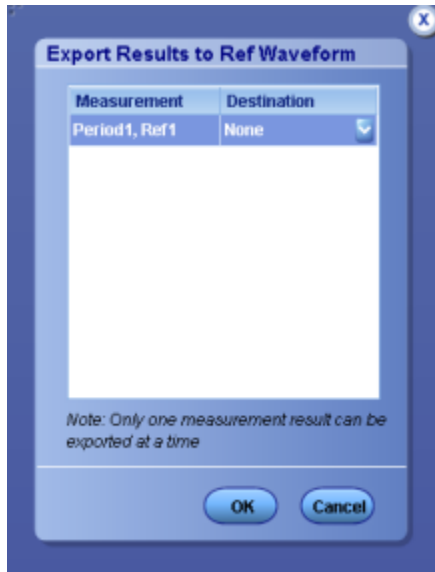 X
Export Results to Ref Waveform
Measurement Destination
Period1, Ref1 None
Note: Only one measurement result can be
exported at a time
OK Cancel